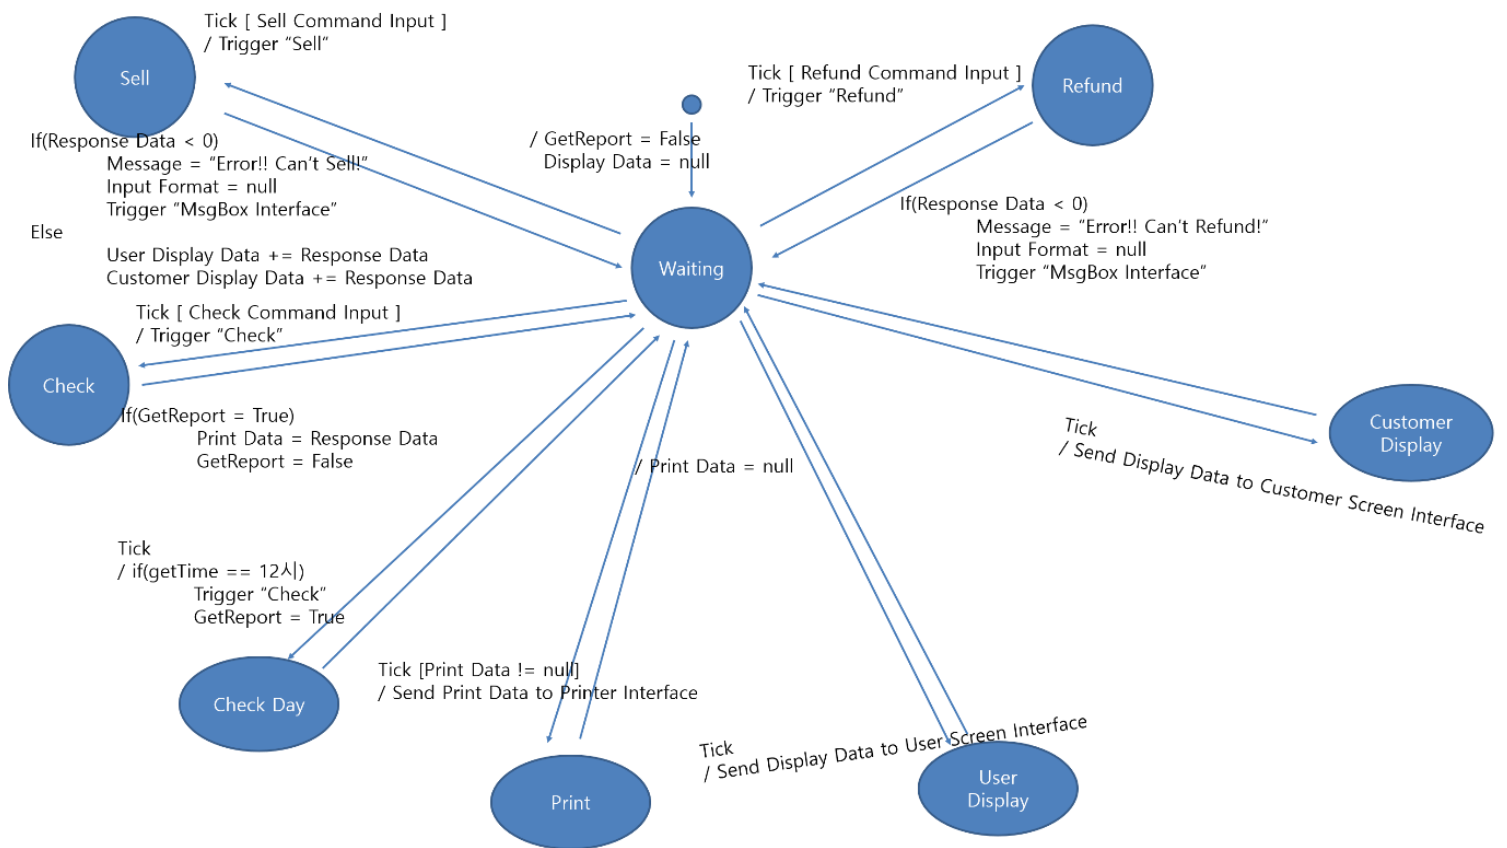 Tick [ Sell Command Input ]
/ Trigger “Sell”
Sell
If(Response Data < 0)
Message = “Error!! Can’t Sell!”
Input Format = null
Trigger “MsgBox Interface”
Else
User Display Data += Response Data
Customer Display Data += Response Data
/ GetReport = False
Display Data = null
Waiting
Tick [ Refund Command Input ]
/ Trigger “Refund”
Refund
If(Response Data < 0)
Message = “Error!! Can’t Refund!”
Input Format = null
Trigger “MsgBox Interface”
Tick [ Check Command Input ]
/ Trigger “Check”
Check
If(GetReport = True)
Print Data = Response Data
GetReport = False
Customer
Display
Tick
/ Send Display Data to Customer Screen Interface
/ Print Data = null
Tick
/ if(getTime == 12시)
Trigger “Check”
GetReport = True
Check Day
Tick [Print Data != null]
/ Send Print Data to Printer Interface
Print
Tick
/ Send Display Data to User Screen Interface
User
Display